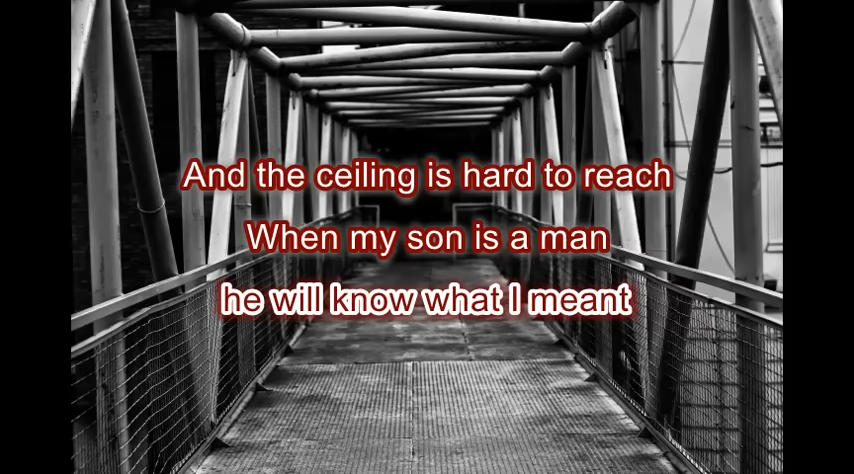 And the ceiling is hard to reach
When my son is a man
he will know what I meant